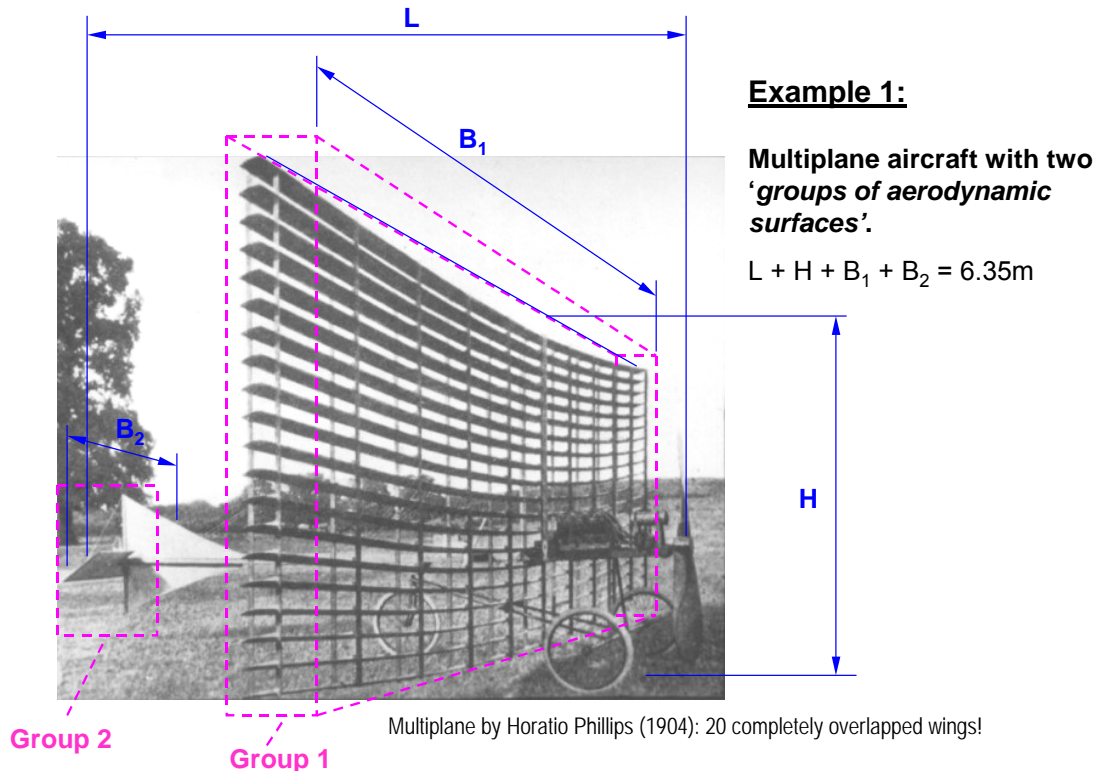 L
B₁
Example 1:
Multiplane aircraft with two
‘groups of aerodynamic
surfaces’.
L + H + B₁ + B₂ = 6.35m
B₂
H
Group 2
Group 1
Multiplane by Horatio Phillips (1904): 20 completely overlapped wings!